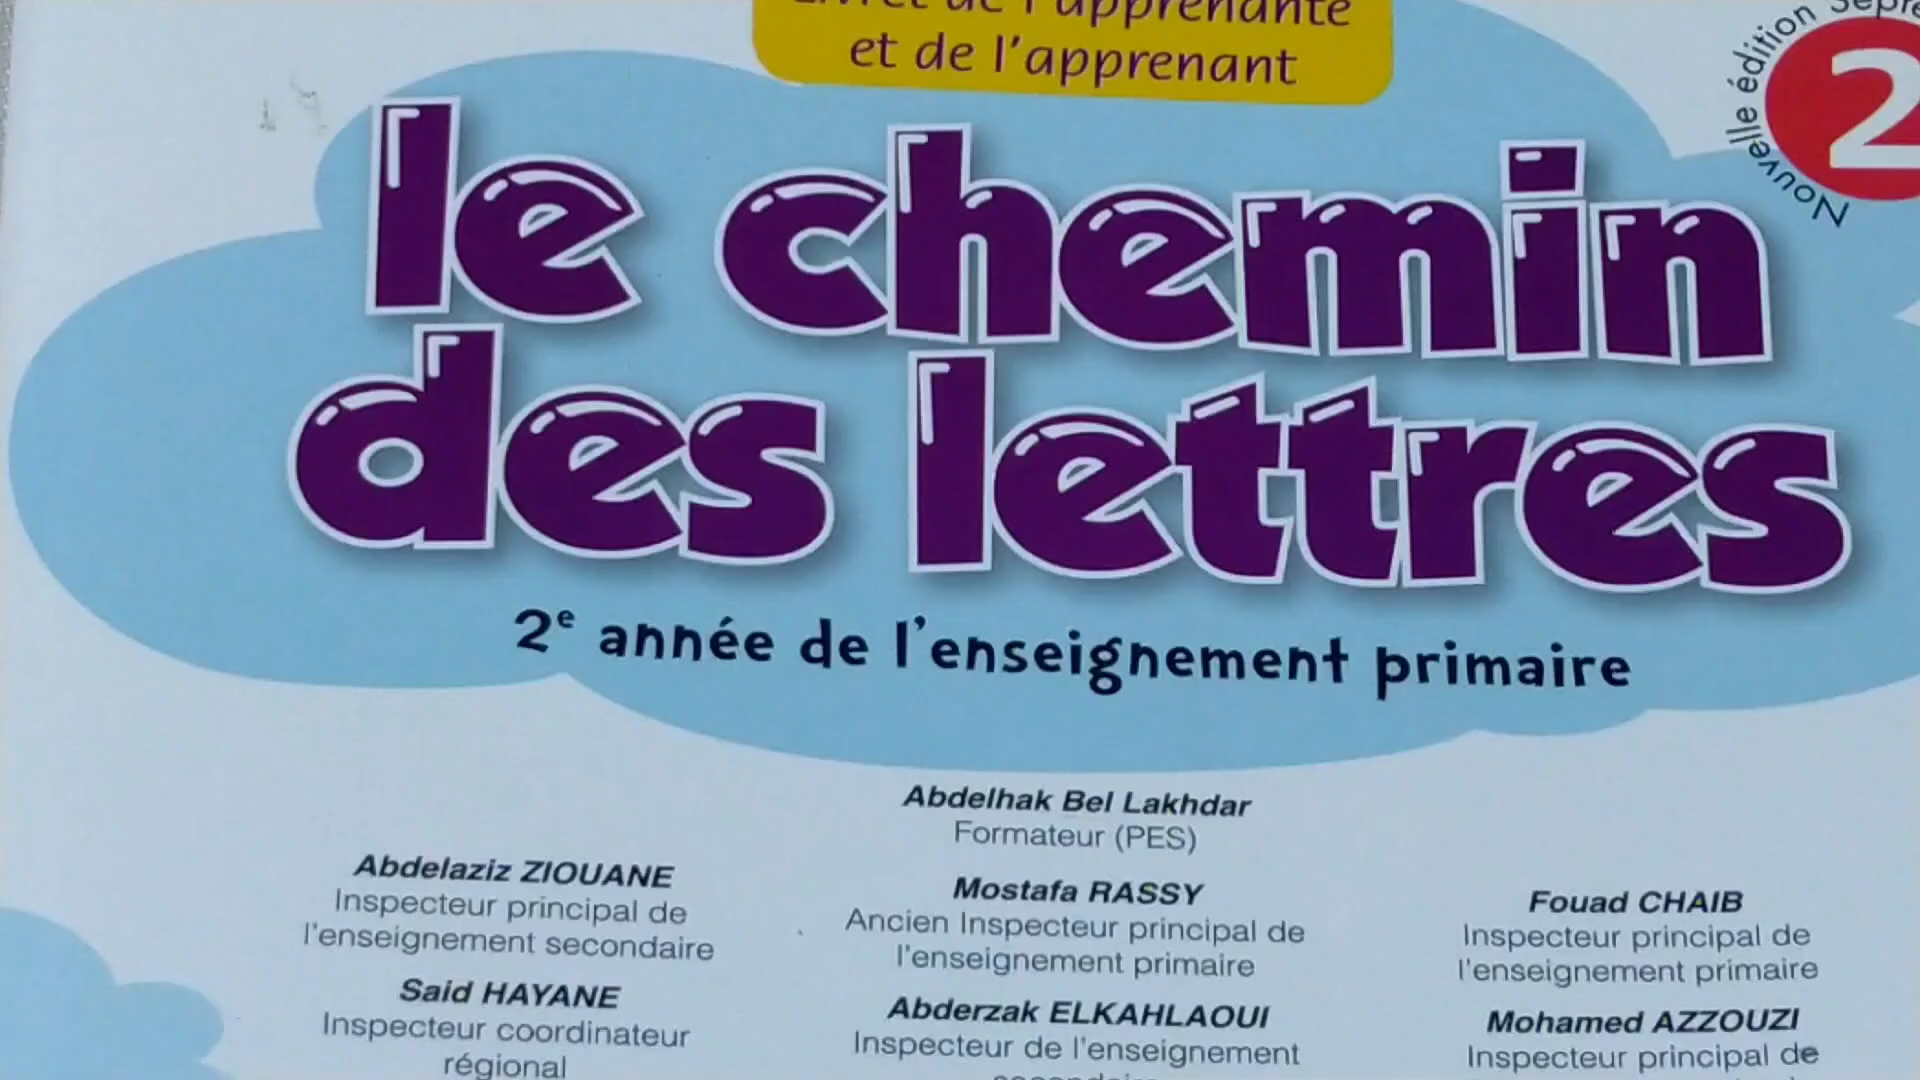 Livret de l'apprenante
et de l'apprenant
Nouvelle édition
2
le chemin
des lettres
2e année de l'enseignement primaire
Abdelhak Bel Lakhdar
Formateur (PES)
Abdelaziz ZIOUANE
Inspecteur principal de
l'enseignement secondaire
Said HAYANE
Inspecteur coordinateur
régional
Mostafa RASSY
Ancien Inspecteur principal de
l'enseignement primaire
Abderzak ELKAHLAOUI
Inspecteur de l'enseignement
Fouad CHAIB
Inspecteur principal de
l'enseignement primaire
Mohamed AZZOUZI
Inspecteur principal de